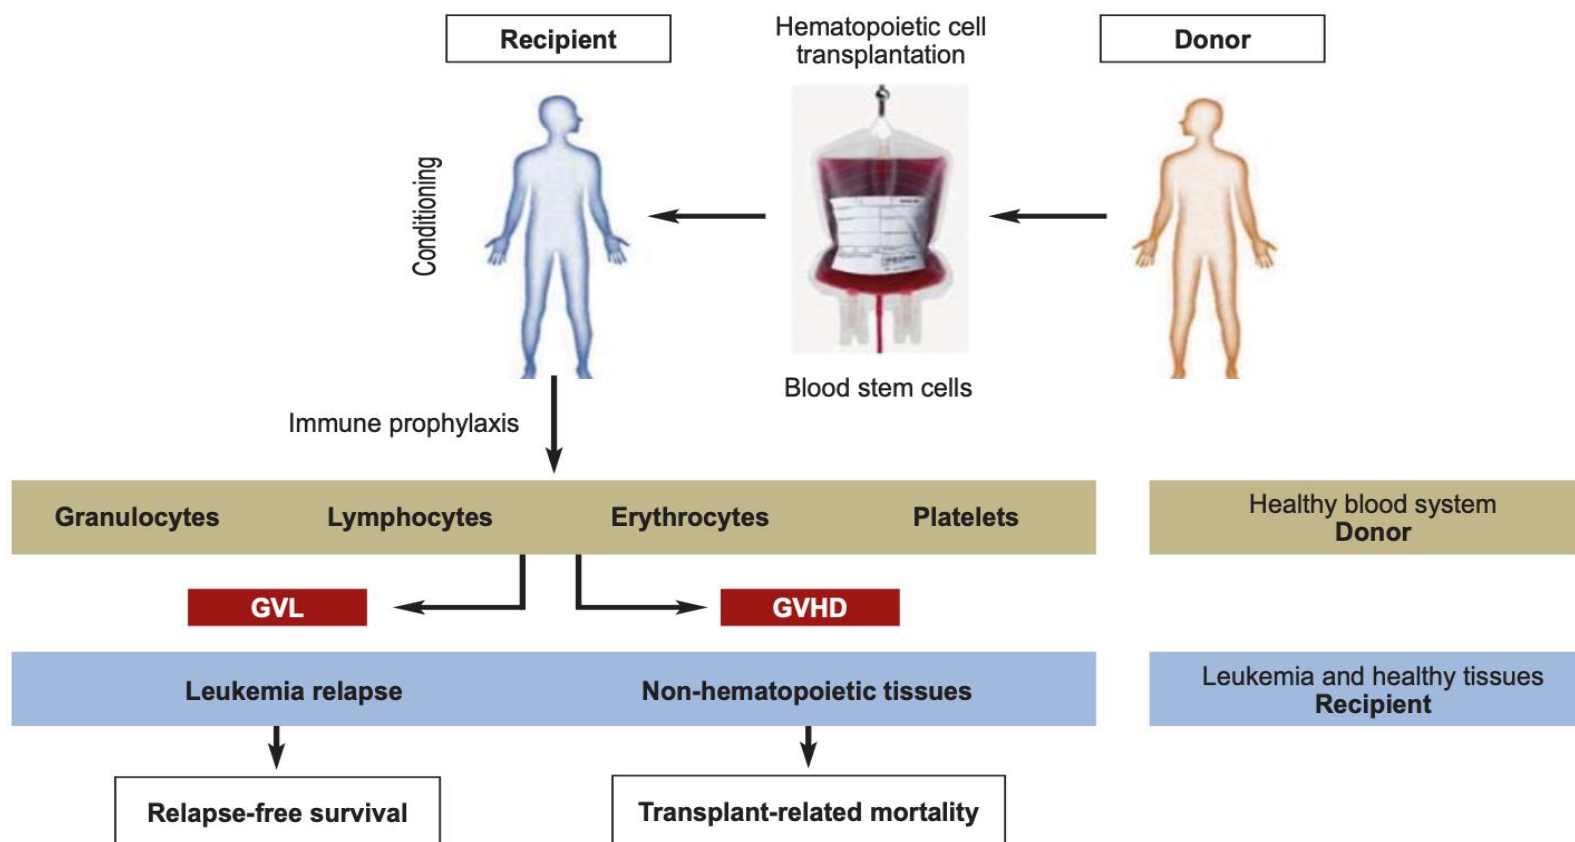 Recipient
Hematopoietic cell
transplantation
Donor
Conditioning
Blood stem cells
Immune prophylaxis
Granulocytes
Lymphocytes
Erythrocytes
Platelets
Healthy blood system
Donor
GVL
GVHD
Leukemia relapse
Non-hematopoietic tissues
Leukemia and healthy tissues
Recipient
Relapse-free survival
Transplant-related mortality